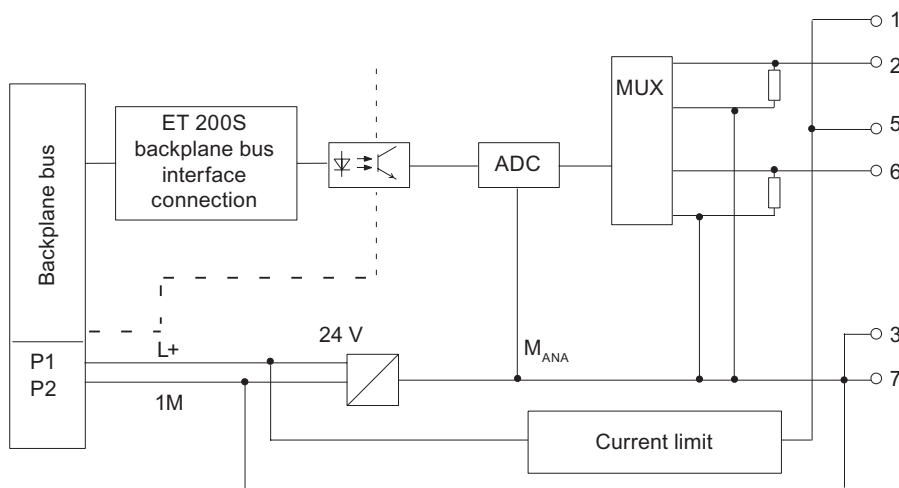 1
2
5
6
3
7
MUX
ET 200S
backplane bus
interface
connection
ADC
Backplane bus
24 V
L+
P1
P2
1M
MANA
Current limit